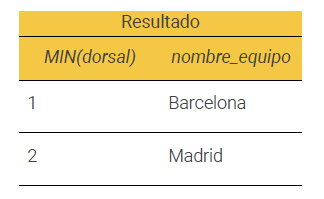 Resultado
MIN(dorsal) nombre_equipo
1 Barcelona
2 Madrid